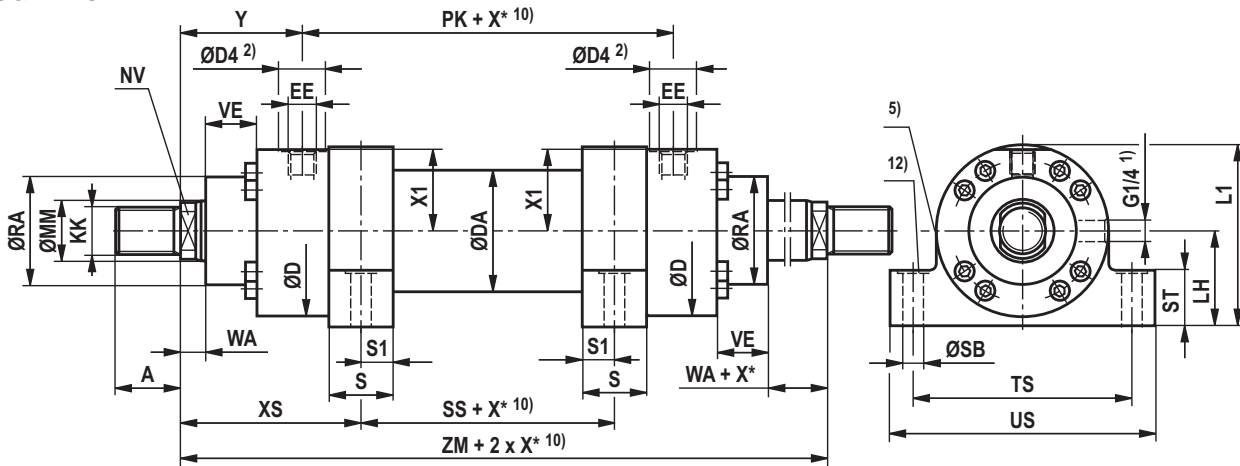 Y
PK + X* 10)
ØD4 2)
ØD4 2)
NV
EE
EE
VE
5)
12)
G1/4 1)
L1
X1
X1
ØRA
ØMM
KK
ØDA
ØRA
ØD
ØD
ST
LH
WA
S1
S1
VE
ØSB
A
S
S
WA + X*
TS
XS
SS + X* 10)
US
ZM + 2 x X* 10)